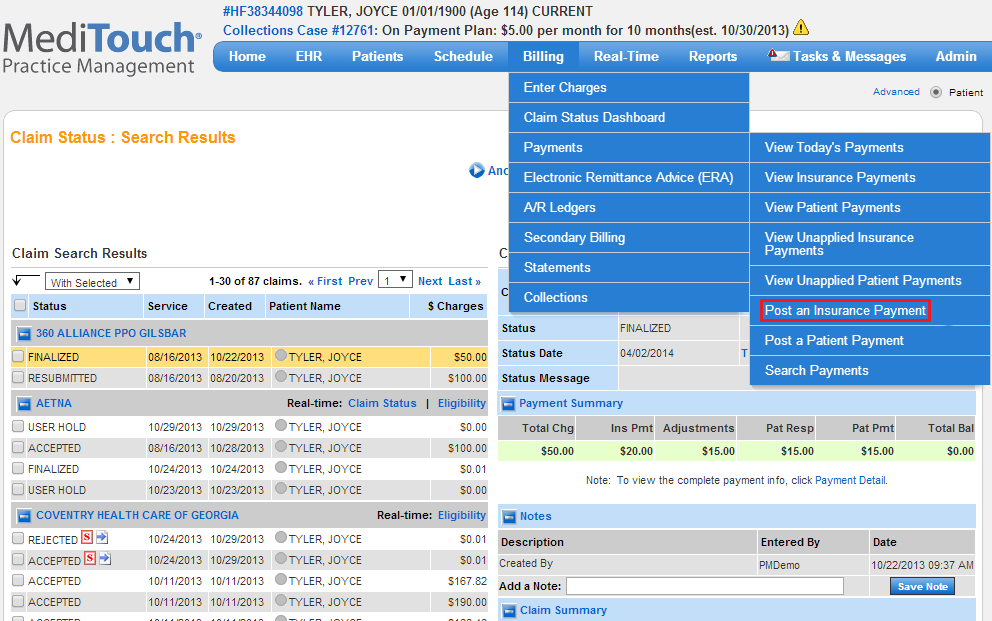 #HF38344098 TYLER, JOYCE 01/01/1900 (Age 114) CURRENT
Collections Case #12761: On Payment Plan: $5.00 per month for 10 months(est. 10/30/2013)
MediTouch®
Practice Management
Home EHR Patients Schedule Billing Real-Time Reports Tasks & Messages Admin
Advanced Patient
Enter Charges
Claim Status Dashboard
Payments
Electronic Remittance Advice (ERA)
A/R Ledgers
Secondary Billing
Statements
Collections
View Today's Payments
View Insurance Payments
View Patient Payments
View Unapplied Insurance
Payments
View Unapplied Patient Payments
Post an Insurance Payment
Post a Patient Payment
Search Payments
Claim Status : Search Results
Claim Search Results
With Selected 1-30 of 87 claims. « First Prev 1 Next Last »
Status Service Created Patient Name $ Charges
360 ALLIANCE PPO GILSBAR
FINALIZED 08/16/2013 10/22/2013 TYLER, JOYCE $50.00
RESUBMITTED 08/16/2013 08/20/2013 TYLER, JOYCE $100.00
AETNA Real-time: Claim Status | Eligibility
USER HOLD 10/29/2013 10/29/2013 TYLER, JOYCE $0.00
ACCEPTED 08/16/2013 10/28/2013 TYLER, JOYCE $100.00
FINALIZED 10/24/2013 10/24/2013 TYLER, JOYCE $0.01
USER HOLD 10/23/2013 10/23/2013 TYLER, JOYCE $0.00
COVENTRY HEALTH CARE OF GEORGIA Real-time: Eligibility
REJECTED S 10/24/2013 10/29/2013 TYLER, JOYCE $0.01
ACCEPTED S 10/24/2013 10/29/2013 TYLER, JOYCE $0.01
ACCEPTED 10/11/2013 10/11/2013 TYLER, JOYCE $167.82
ACCEPTED 10/11/2013 10/11/2013 TYLER, JOYCE $190.00
Status FINALIZED
Status Date 04/02/2014
Status Message
Payment Summary
Total Chg Ins Pmt Adjustments Pat Resp Pat Pmt Total Bal
$50.00 $20.00 $15.00 $15.00 $15.00 $0.00
Note: To view the complete payment info, click Payment Detail.
Notes
Description Entered By Date
Created By PMDemo 10/22/2013 09:37 AM
Add a Note: Save Note
Claim Summary